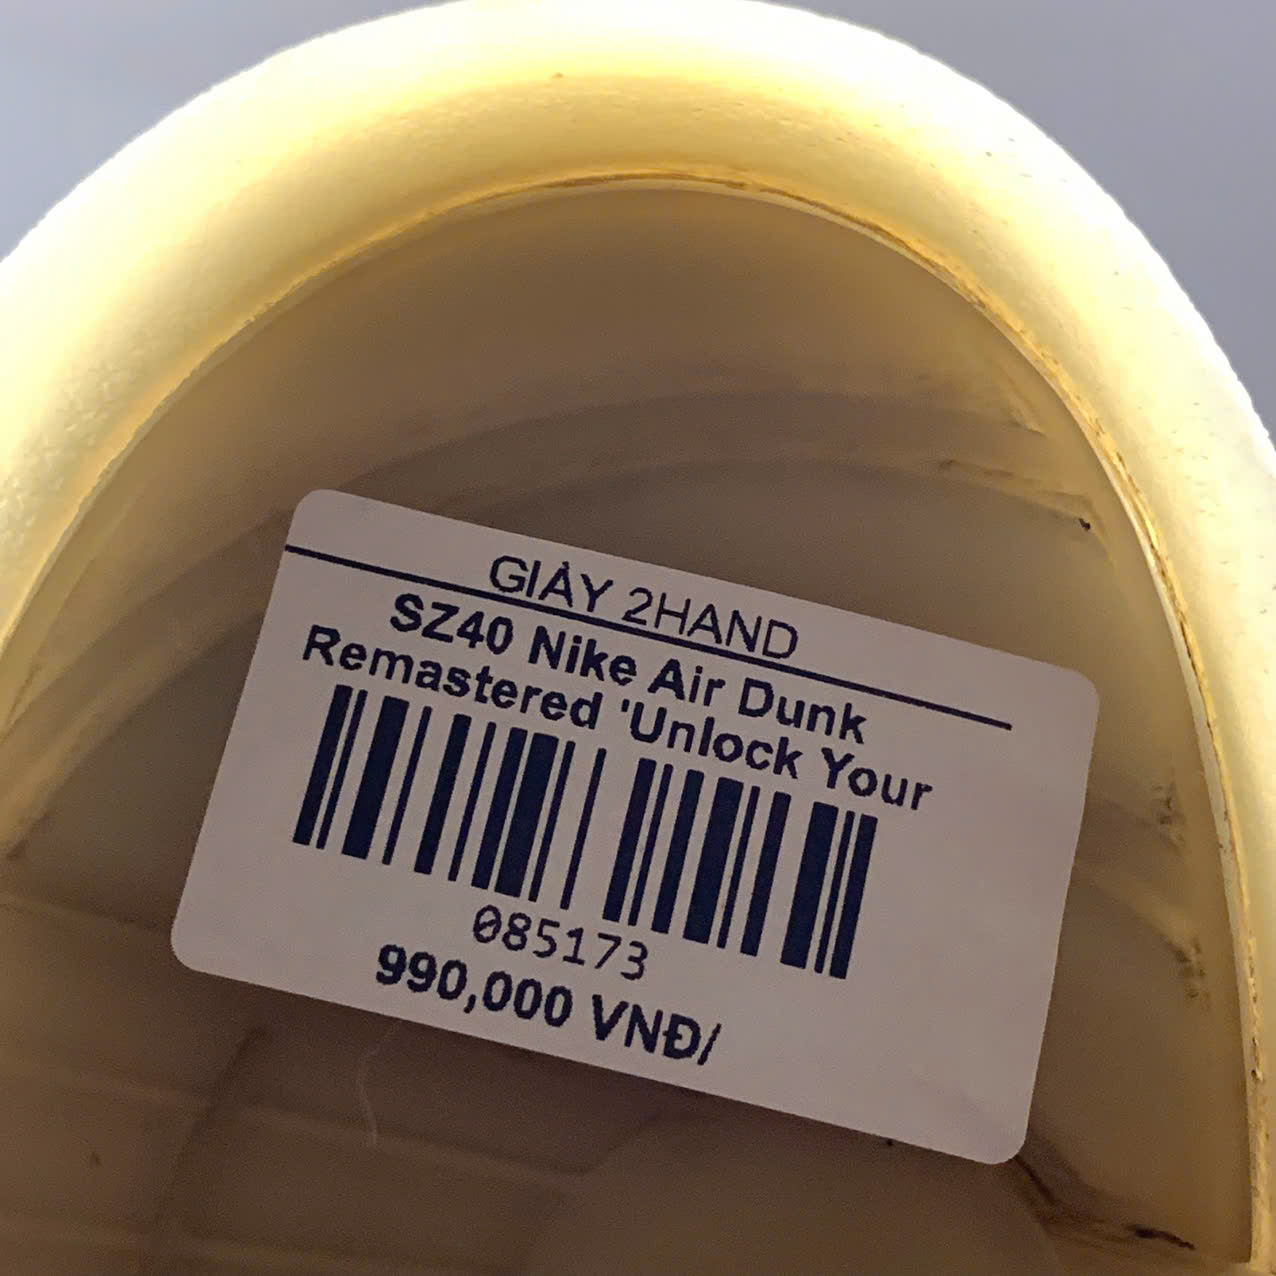 GIÀY 2HAND
SZ40 Nike Air Dunk
Remastered 'Unlock Your
085173
990,000 VNĐ/